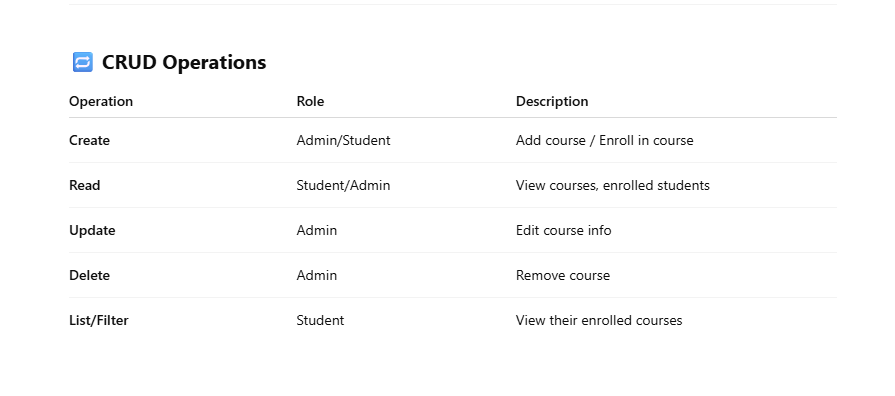 🔁 CRUD Operations
Operation Role Description
Create Admin/Student Add course / Enroll in course
Read Student/Admin View courses, enrolled students
Update Admin Edit course info
Delete Admin Remove course
List/Filter Student View their enrolled courses